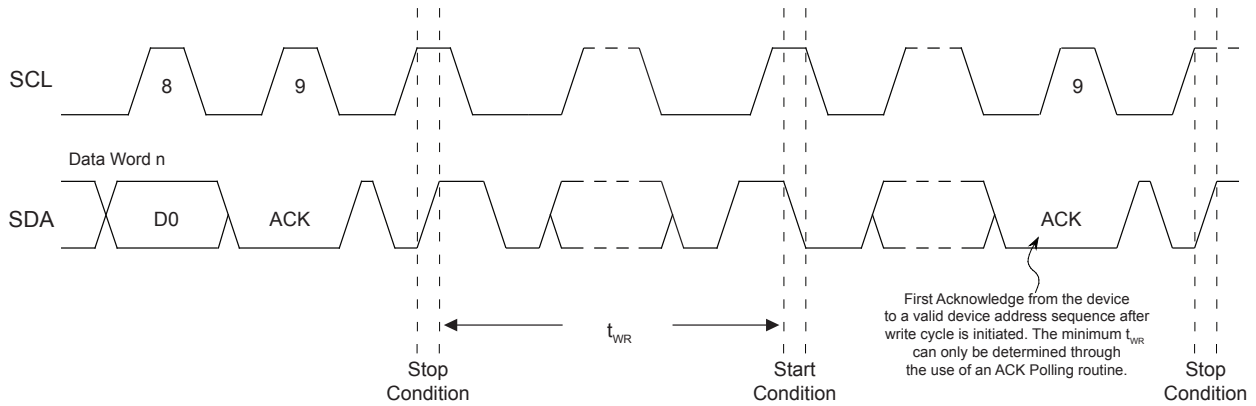 SCL
8
9
9
Data Word n
SDA
D0
ACK
ACK
First Acknowledge from the device
to a valid device address sequence after
write cycle is initiated. The minimum tWR
can only be determined through
the use of an ACK Polling routine.
tWR
Stop
Condition
Start
Condition
Stop
Condition